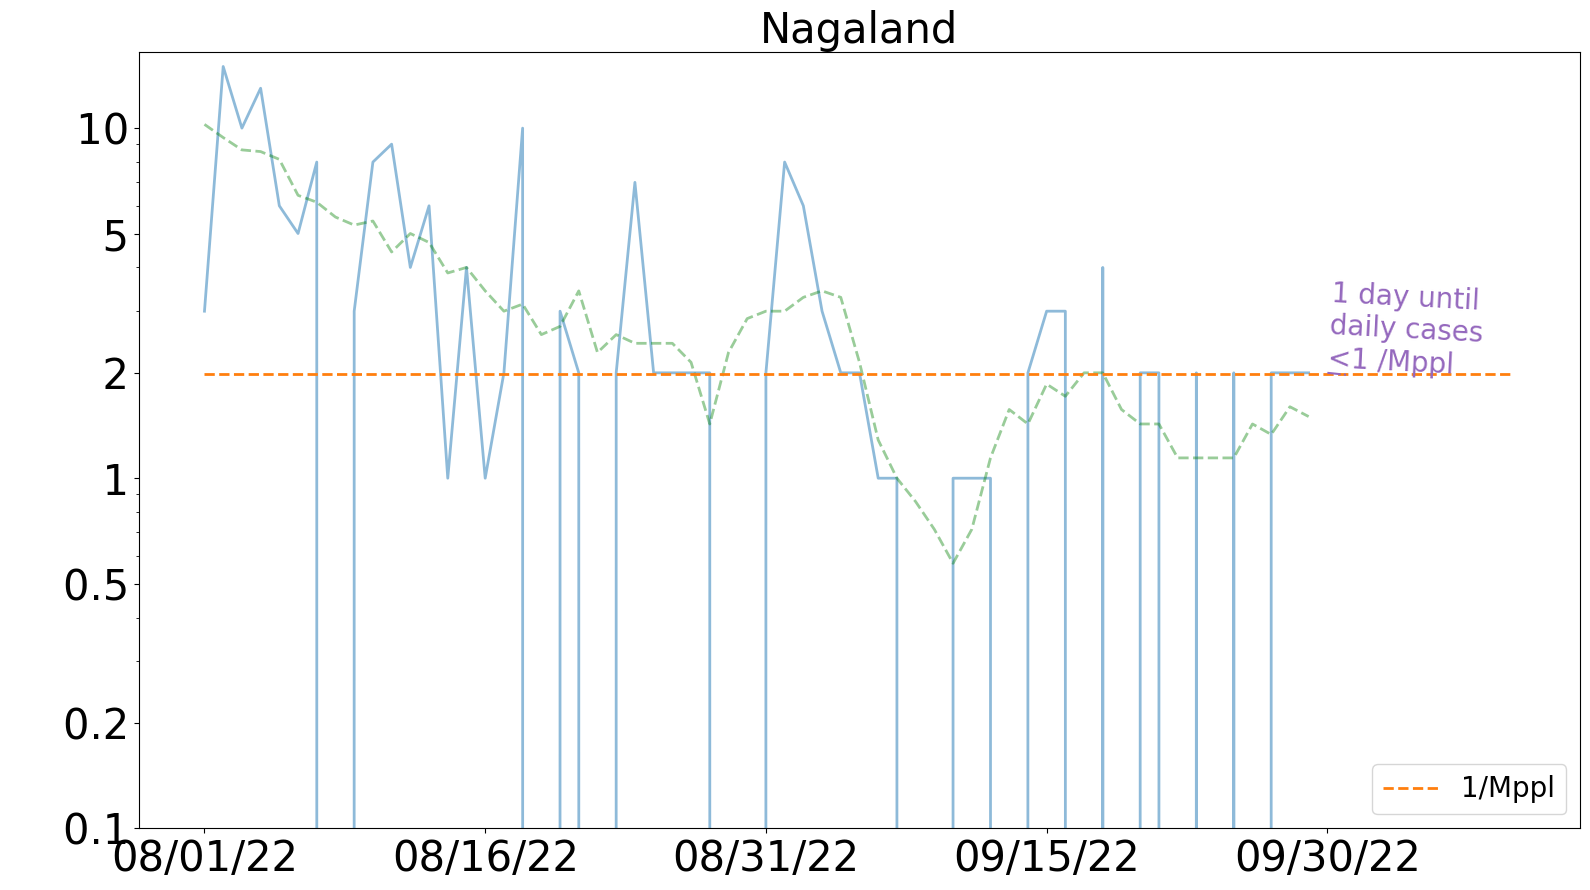 Nagaland
10
5
2
1
0.5
0.2
0.1
1 day until
daily cases
<1 /Mppl
1/Mppl
08/01/22
08/16/22
08/31/22
09/15/22
09/30/22